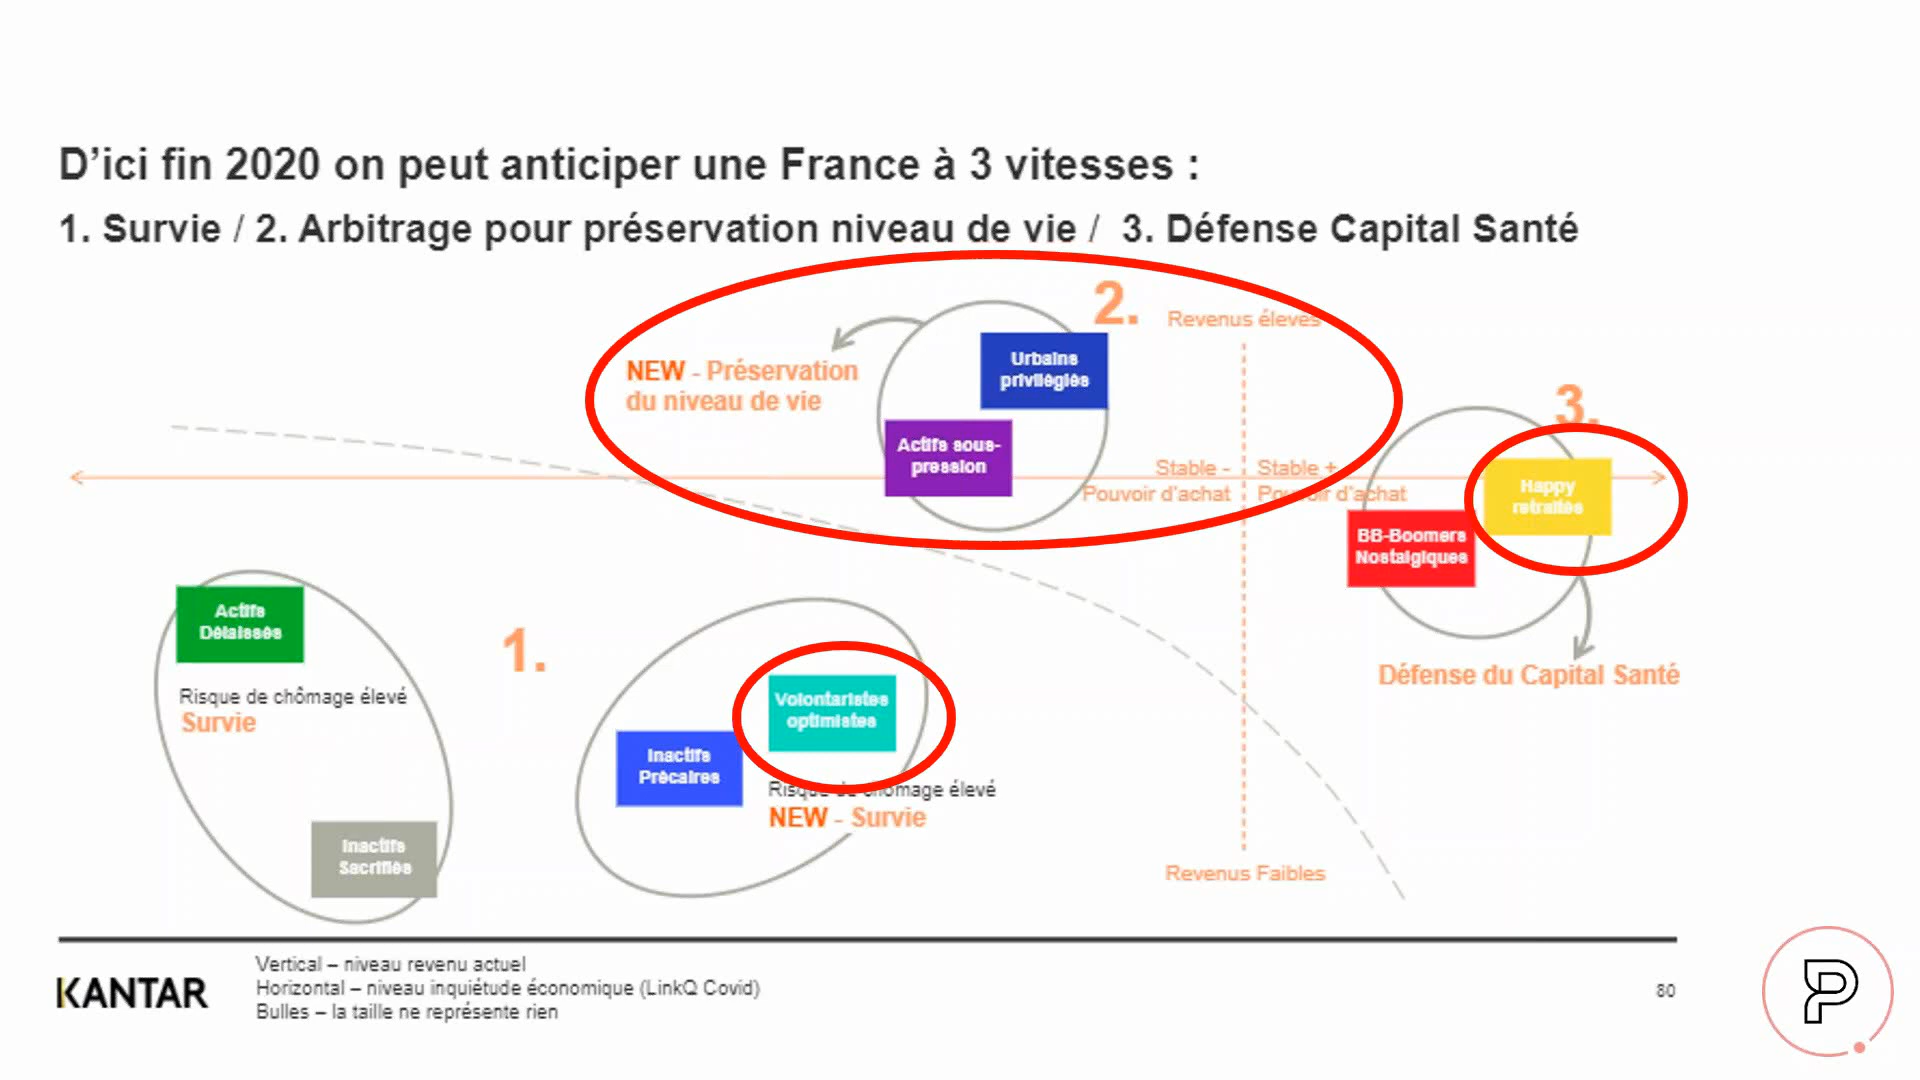 D’ici fin 2020 on peut anticiper une France à 3 vitesses :
1. Survie / 2. Arbitrage pour préservation niveau de vie / 3. Défense Capital Santé
2.
Revenus élevés
NEW - Préservation
du niveau de vie
Urbains
privilégiés
Actifs sous-
pression
Stable -
Pouvoir d'achat
Stable +
Pouvoir d'achat
3.
Happy
retraités
BB-Boomers
Nostalgiques
Défense du Capital Santé
1.
Actifs
Délaissés
Risque de chômage élevé
Survie
Inactifs
Sacrifiés
Volontaristes
optimistes
Inactifs
Précaires
Risque de chômage élevé
NEW - Survie
Revenus Faibles
KANTAR
Vertical – niveau revenu actuel
Horizontal – niveau inquiétude économique (LinkQ Covid)
Bulles – la taille ne représente rien
80
P